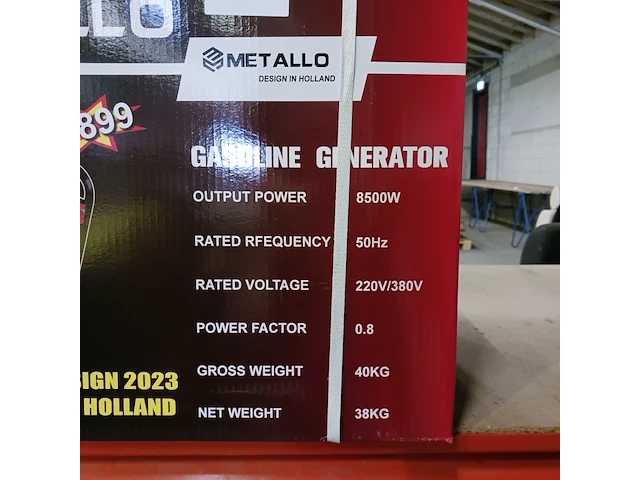 METALLO
DESIGN IN HOLLAND
899
GASOLINE GENERATOR
OUTPUT POWER 8500W
RATED RFEQUENCY 50Hz
RATED VOLTAGE 220V/380V
POWER FACTOR 0.8
GROSS WEIGHT 40KG
NET WEIGHT 38KG
SIGN 2023
HOLLAND